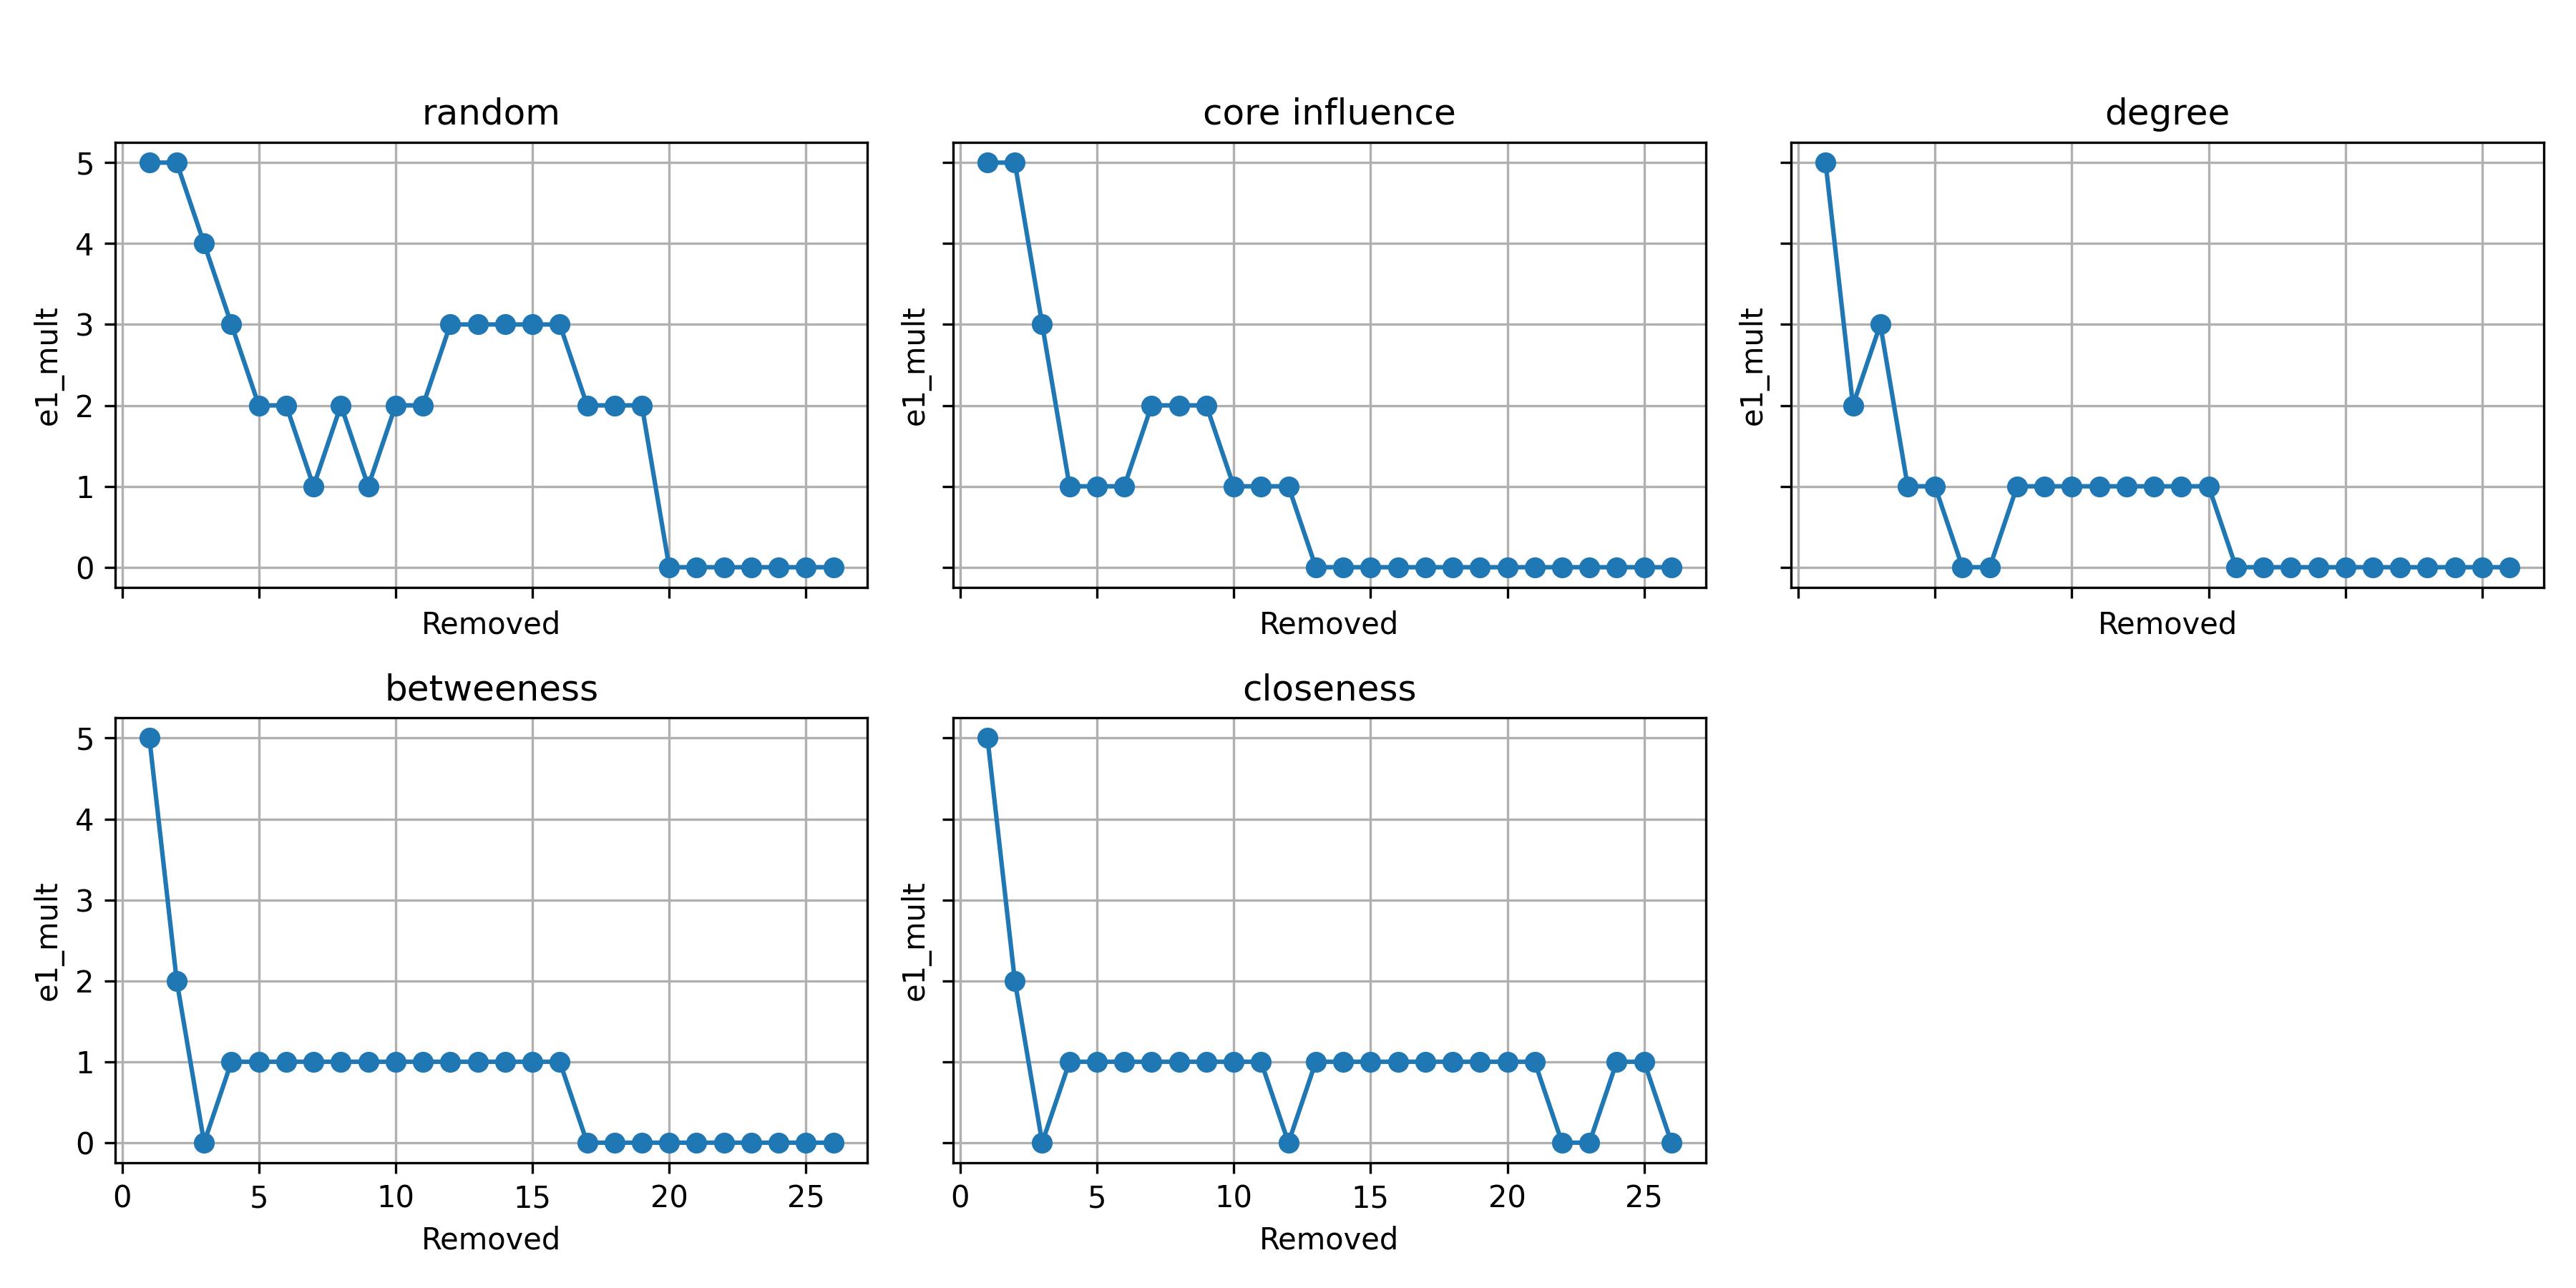 random
core influence
degree
5
4
3
2
1
0
e1_mult
e1_mult
e1_mult
Removed
Removed
Removed
betweeness
closeness
5
4
3
2
1
0
e1_mult
e1_mult
0 5 10 15 20 25
0 5 10 15 20 25
Removed
Removed